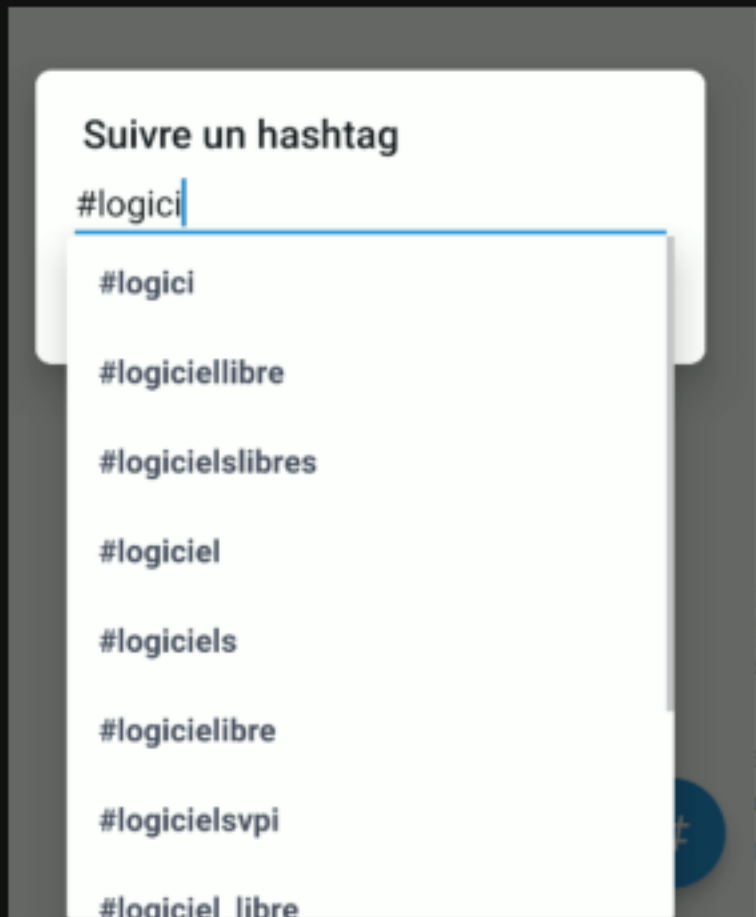 Suivre un hashtag
#logici
#logici
#logiciellibre
#logicielslibres
#logiciel
#logiciels
#logicielibre
#logicielsvpi
#logiciel_libre
#